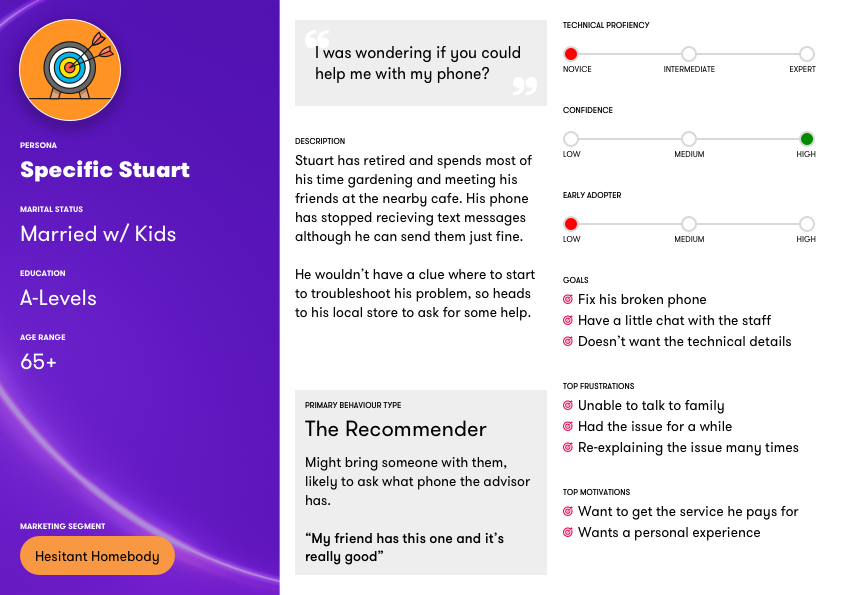 PERSONA
Specific Stuart
MARITAL STATUS
Married w/ Kids
EDUCATION
A-Levels
AGE RANGE
65+
MARKETING SEGMENT
Hesitant Homebody
“
I was wondering if you could
help me with my phone?
”
DESCRIPTION
Stuart has retired and spends most of
his time gardening and meeting his
friends at the nearby cafe. His phone
has stopped recieving text messages
although he can send them just fine.
He wouldn’t have a clue where to start
to troubleshoot his problem, so heads
to his local store to ask for some help.
PRIMARY BEHAVIOUR TYPE
The Recommender
Might bring someone with them,
likely to ask what phone the advisor
has.
“My friend has this one and it’s
really good”
TECHNICAL PROFIENCY
NOVICE INTERMEDIATE EXPERT
CONFIDENCE
LOW MEDIUM HIGH
EARLY ADOPTER
LOW MEDIUM HIGH
GOALS
Fix his broken phone
Have a little chat with the staff
Doesn’t want the technical details
TOP FRUSTRATIONS
Unable to talk to family
Had the issue for a while
Re-explaining the issue many times
TOP MOTIVATIONS
Want to get the service he pays for
Wants a personal experience